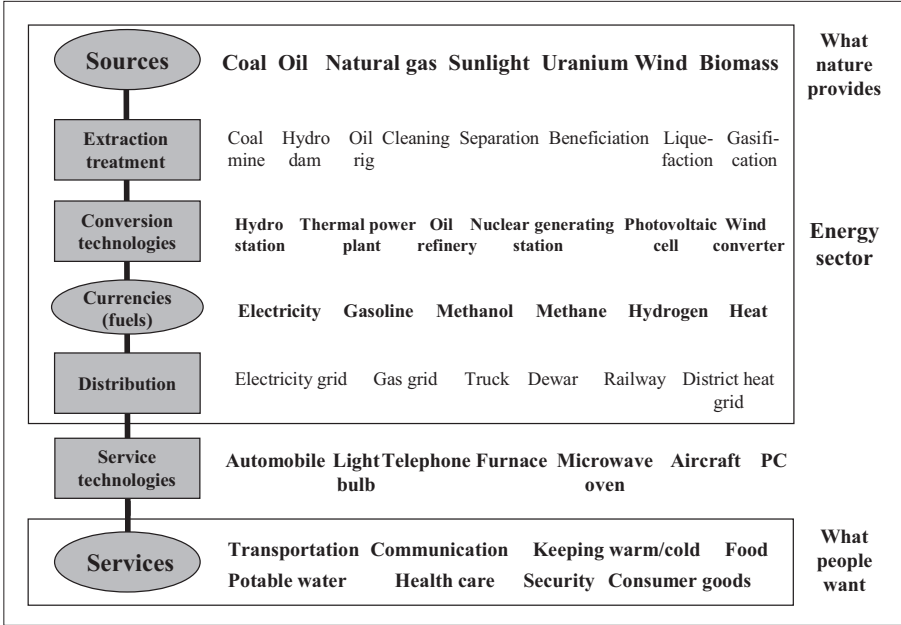 Sources
Coal Oil Natural gas Sunlight Uranium Wind Biomass
What
nature
provides
Extraction
treatment
Coal Hydro Oil Cleaning Separation Beneficiation Lique- Gasifi-
mine dam rig faction cation
Conversion
technologies
Hydro Thermal power Oil Nuclear generating Photovoltaic Wind
station plant refinery station cell converter
Energy
sector
Currencies
(fuels)
Electricity Gasoline Methanol Methane Hydrogen Heat
Distribution
Electricity grid Gas grid Truck Dewar Railway District heat
grid
Service
technologies
Automobile Light Telephone Furnace Microwave Aircraft PC
bulb oven
Services
Transportation Communication Keeping warm/cold Food
Potable water Health care Security Consumer goods
What
people
want